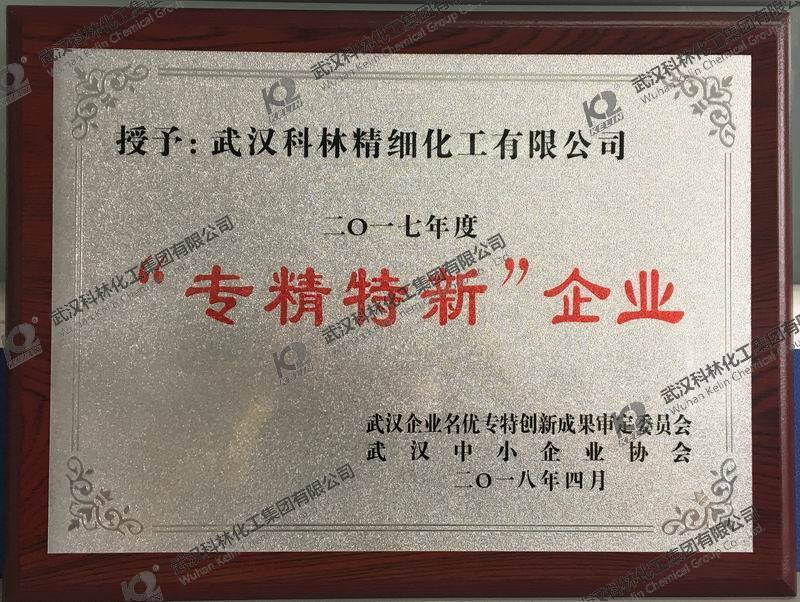 授予：武汉科林精细化工有限公司
二〇一七年度
“专精特新”企业
武汉企业名优专特创新成果审定委员会
武汉中小企业协会
二〇一八年四月
武汉科林化工集团有限公司
Wuhan Kelin Chemical Group Co., Ltd.
KELIN